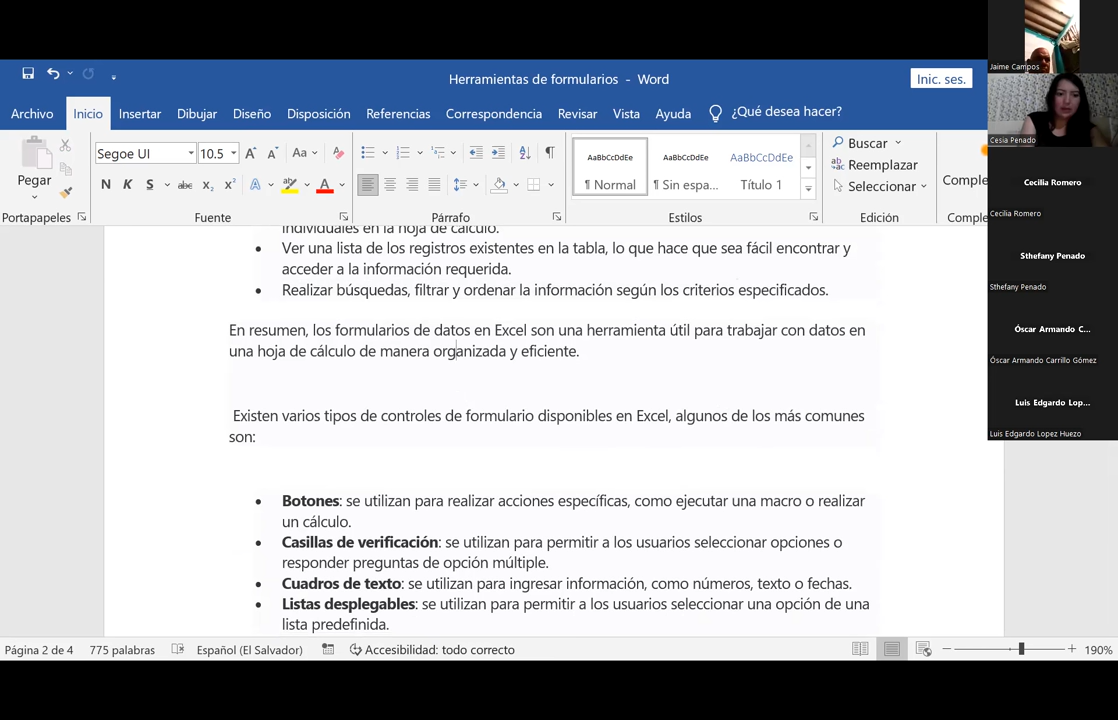 Herramientas de formularios - Word
Inic. ses.
Archivo Inicio Insertar Dibujar Diseño Disposición Referencias Correspondencia Revisar Vista Ayuda ¿Qué desea hacer?
Pegar
Segoe UI 10.5
Aa
N K S abc x₂ x² A A
AaBbCcDdEe AaBbCcDdEe AaBbCcDdEe
¶ Normal ¶ Sin espa... Título 1
Buscar
Reemplazar
Seleccionar
Comple
Portapapeles Fuente Párrafo Estilos Edición Comple
individuales en la hoja de cálculo.
• Ver una lista de los registros existentes en la tabla, lo que hace que sea fácil encontrar y
acceder a la información requerida.
• Realizar búsquedas, filtrar y ordenar la información según los criterios especificados.
En resumen, los formularios de datos en Excel son una herramienta útil para trabajar con datos en
una hoja de cálculo de manera organizada y eficiente.
Existen varios tipos de controles de formulario disponibles en Excel, algunos de los más comunes
son:
• Botones: se utilizan para realizar acciones específicas, como ejecutar una macro o realizar
un cálculo.
• Casillas de verificación: se utilizan para permitir a los usuarios seleccionar opciones o
responder preguntas de opción múltiple.
• Cuadros de texto: se utilizan para ingresar información, como números, texto o fechas.
• Listas desplegables: se utilizan para permitir a los usuarios seleccionar una opción de una
lista predefinida.
Página 2 de 4 775 palabras Español (El Salvador) Accesibilidad: todo correcto 190%
Jaime Campos
Cesia Penado
Cecilia Romero
Cecilia Romero
Sthefany Penado
Sthefany Penado
Óscar Armando C...
Óscar Armando Carrillo Gómez
Luis Edgardo Lop...
Luis Edgardo Lopez Huezo